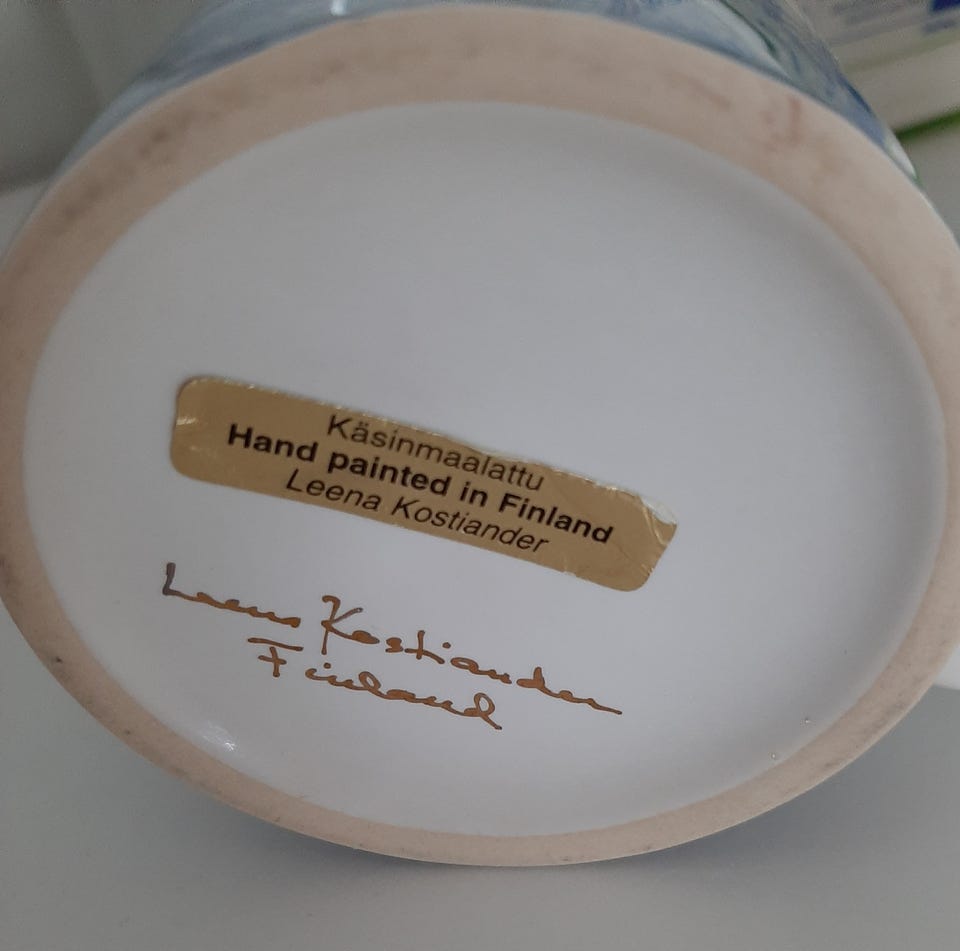 Käsinmaalattu
Hand painted in Finland
Leena Kostiander
Leena Kostiander
Finland